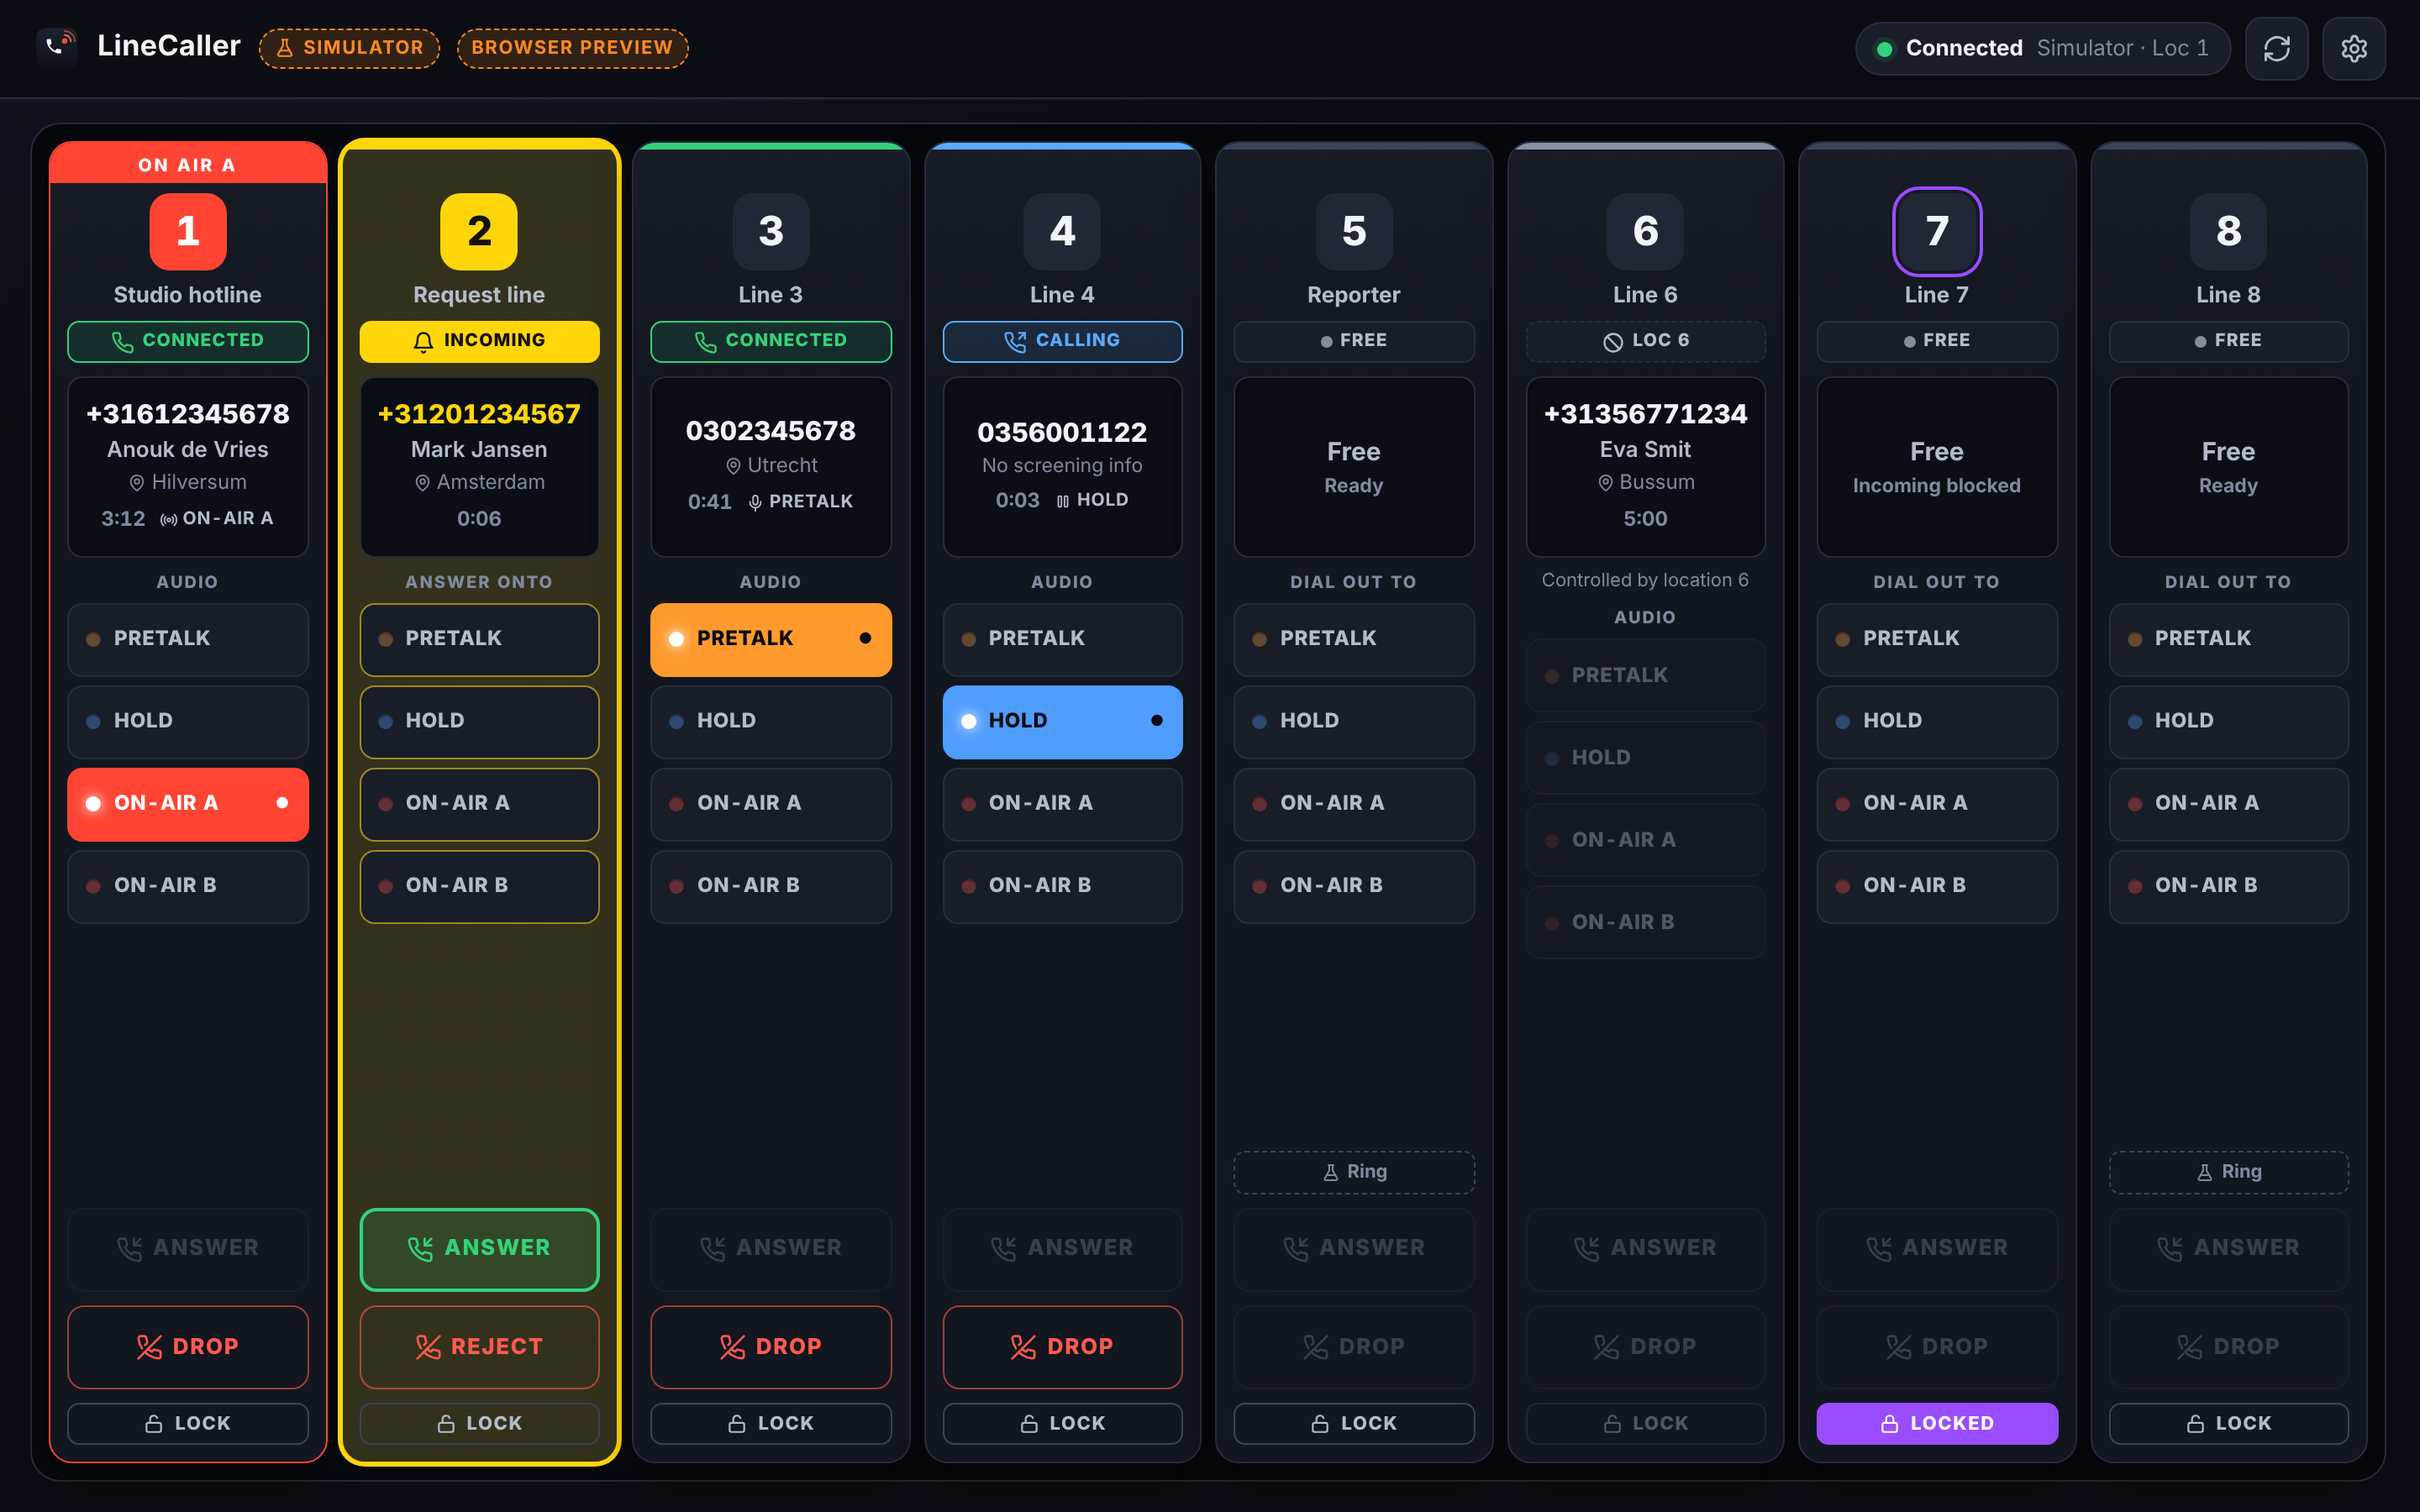 LineCaller
SIMULATOR
BROWSER PREVIEW
Connected Simulator · Loc 1
ON AIR A
1
Studio hotline
CONNECTED
+31612345678
Anouk de Vries
Hilversum
3:12 ON-AIR A
AUDIO
PRETALK
HOLD
ON-AIR A
ON-AIR B
ANSWER
DROP
LOCK
2
Request line
INCOMING
+31201234567
Mark Jansen
Amsterdam
0:06
ANSWER ONTO
PRETALK
HOLD
ON-AIR A
ON-AIR B
ANSWER
REJECT
LOCK
3
Line 3
CONNECTED
0302345678
Utrecht
0:41 PRETALK
AUDIO
PRETALK
HOLD
ON-AIR A
ON-AIR B
ANSWER
DROP
LOCK
4
Line 4
CALLING
0356001122
No screening info
0:03 HOLD
AUDIO
PRETALK
HOLD
ON-AIR A
ON-AIR B
ANSWER
DROP
LOCK
5
Reporter
FREE
Free
Ready
DIAL OUT TO
PRETALK
HOLD
ON-AIR A
ON-AIR B
Ring
ANSWER
DROP
LOCK
6
Line 6
LOC 6
+31356771234
Eva Smit
Bussum
5:00
Controlled by location 6
AUDIO
PRETALK
HOLD
ON-AIR A
ON-AIR B
ANSWER
DROP
LOCK
7
Line 7
FREE
Free
Incoming blocked
DIAL OUT TO
PRETALK
HOLD
ON-AIR A
ON-AIR B
ANSWER
DROP
LOCKED
8
Line 8
FREE
Free
Ready
DIAL OUT TO
PRETALK
HOLD
ON-AIR A
ON-AIR B
Ring
ANSWER
DROP
LOCK